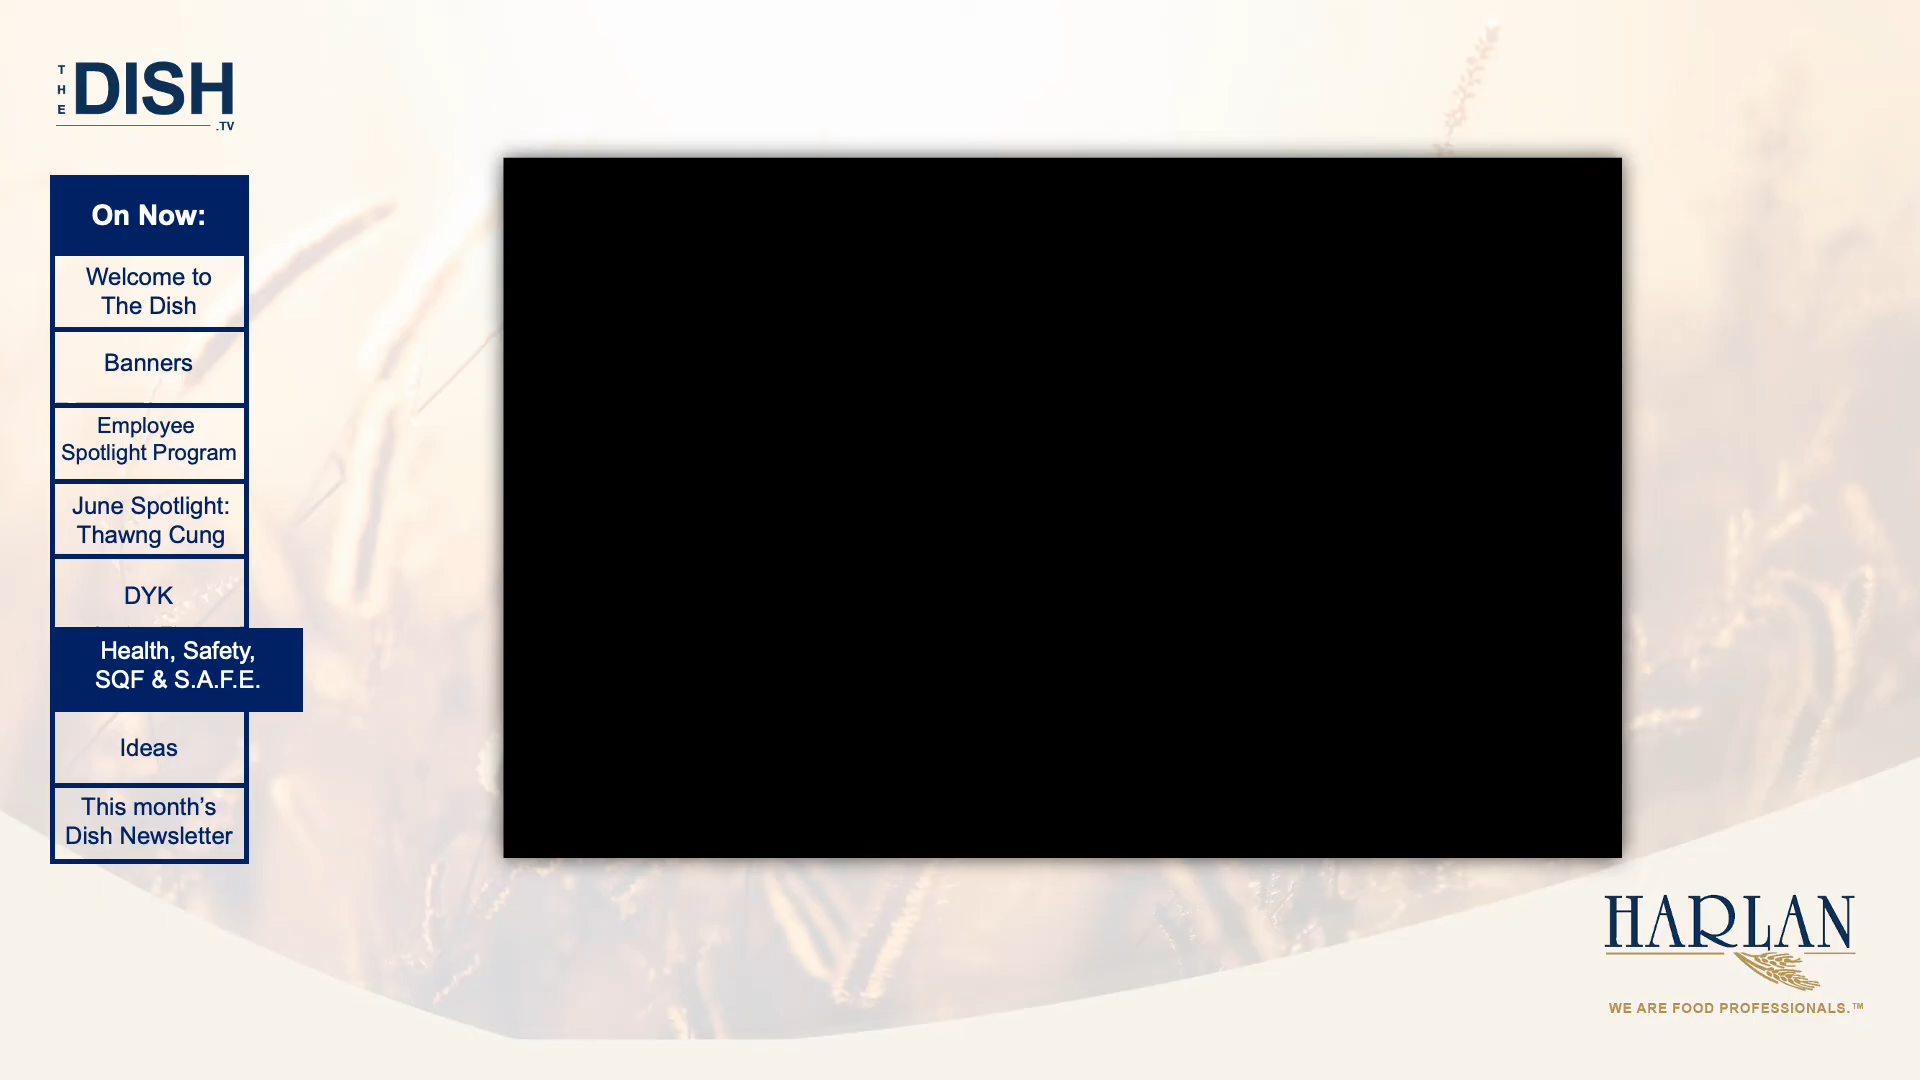 THE
DISH
.TV
On Now:
Welcome to
The Dish
Banners
Employee
Spotlight Program
June Spotlight:
Thawng Cung
DYK
Health, Safety,
SQF & S.A.F.E.
Ideas
This month’s
Dish Newsletter
HARLAN
WE ARE FOOD PROFESSIONALS.™